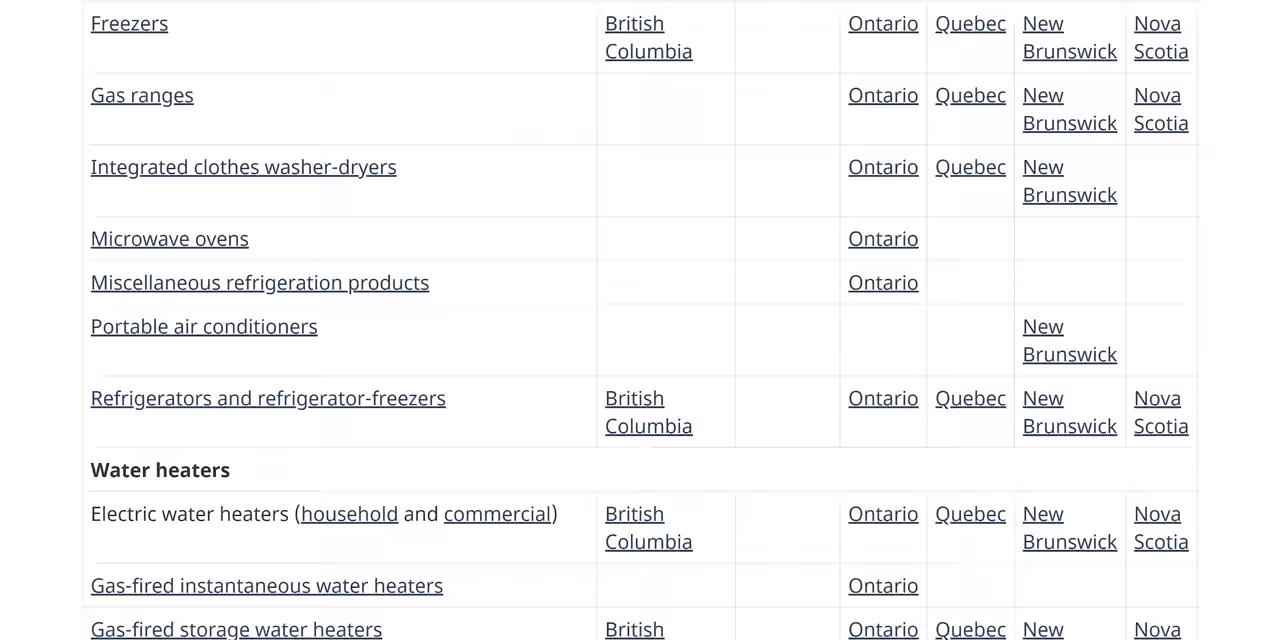 Freezers British Ontario Quebec New Nova
Columbia Brunswick Scotia
Gas ranges Ontario Quebec New Nova
Brunswick Scotia
Integrated clothes washer-dryers Ontario Quebec New
Brunswick
Microwave ovens Ontario
Miscellaneous refrigeration products Ontario
Portable air conditioners New
Brunswick
Refrigerators and refrigerator-freezers British Ontario Quebec New Nova
Columbia Brunswick Scotia
Water heaters
Electric water heaters (household and commercial) British Ontario Quebec New Nova
Columbia Brunswick Scotia
Gas-fired instantaneous water heaters Ontario
Gas-fired storage water heaters British Ontario Quebec New Nova